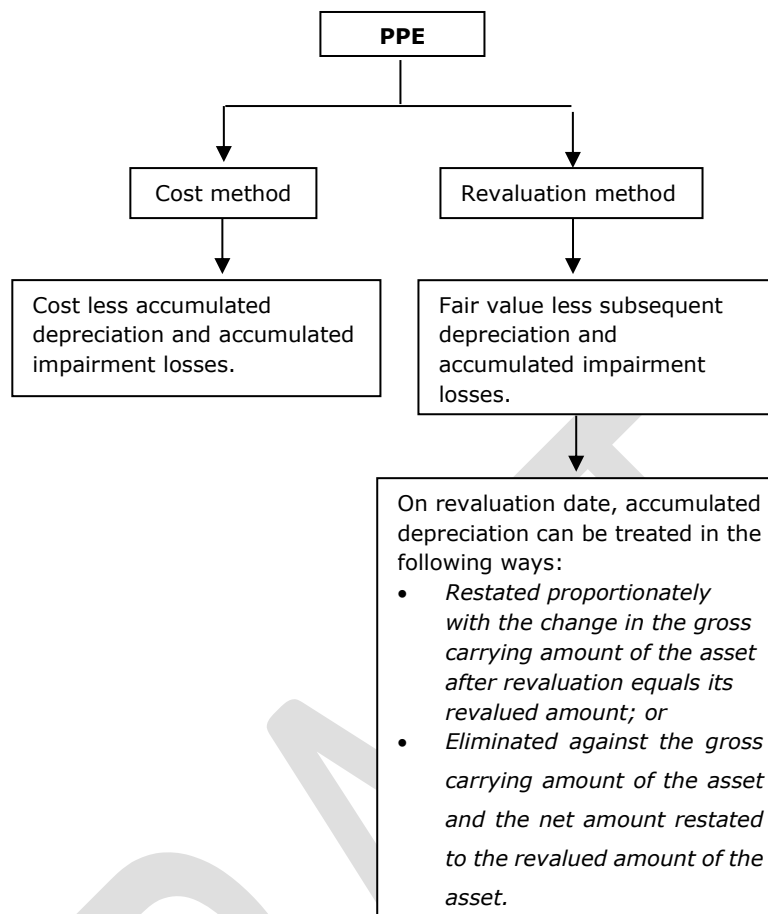 PPE
Cost method
Revaluation method
Cost less accumulated
depreciation and accumulated
impairment losses.
Fair value less subsequent
depreciation and
accumulated impairment
losses.
On revaluation date, accumulated
depreciation can be treated in the
following ways:
• Restated proportionately
with the change in the gross
carrying amount of the asset
after revaluation equals its
revalued amount; or
• Eliminated against the gross
carrying amount of the asset
and the net amount restated
to the revalued amount of the
asset.